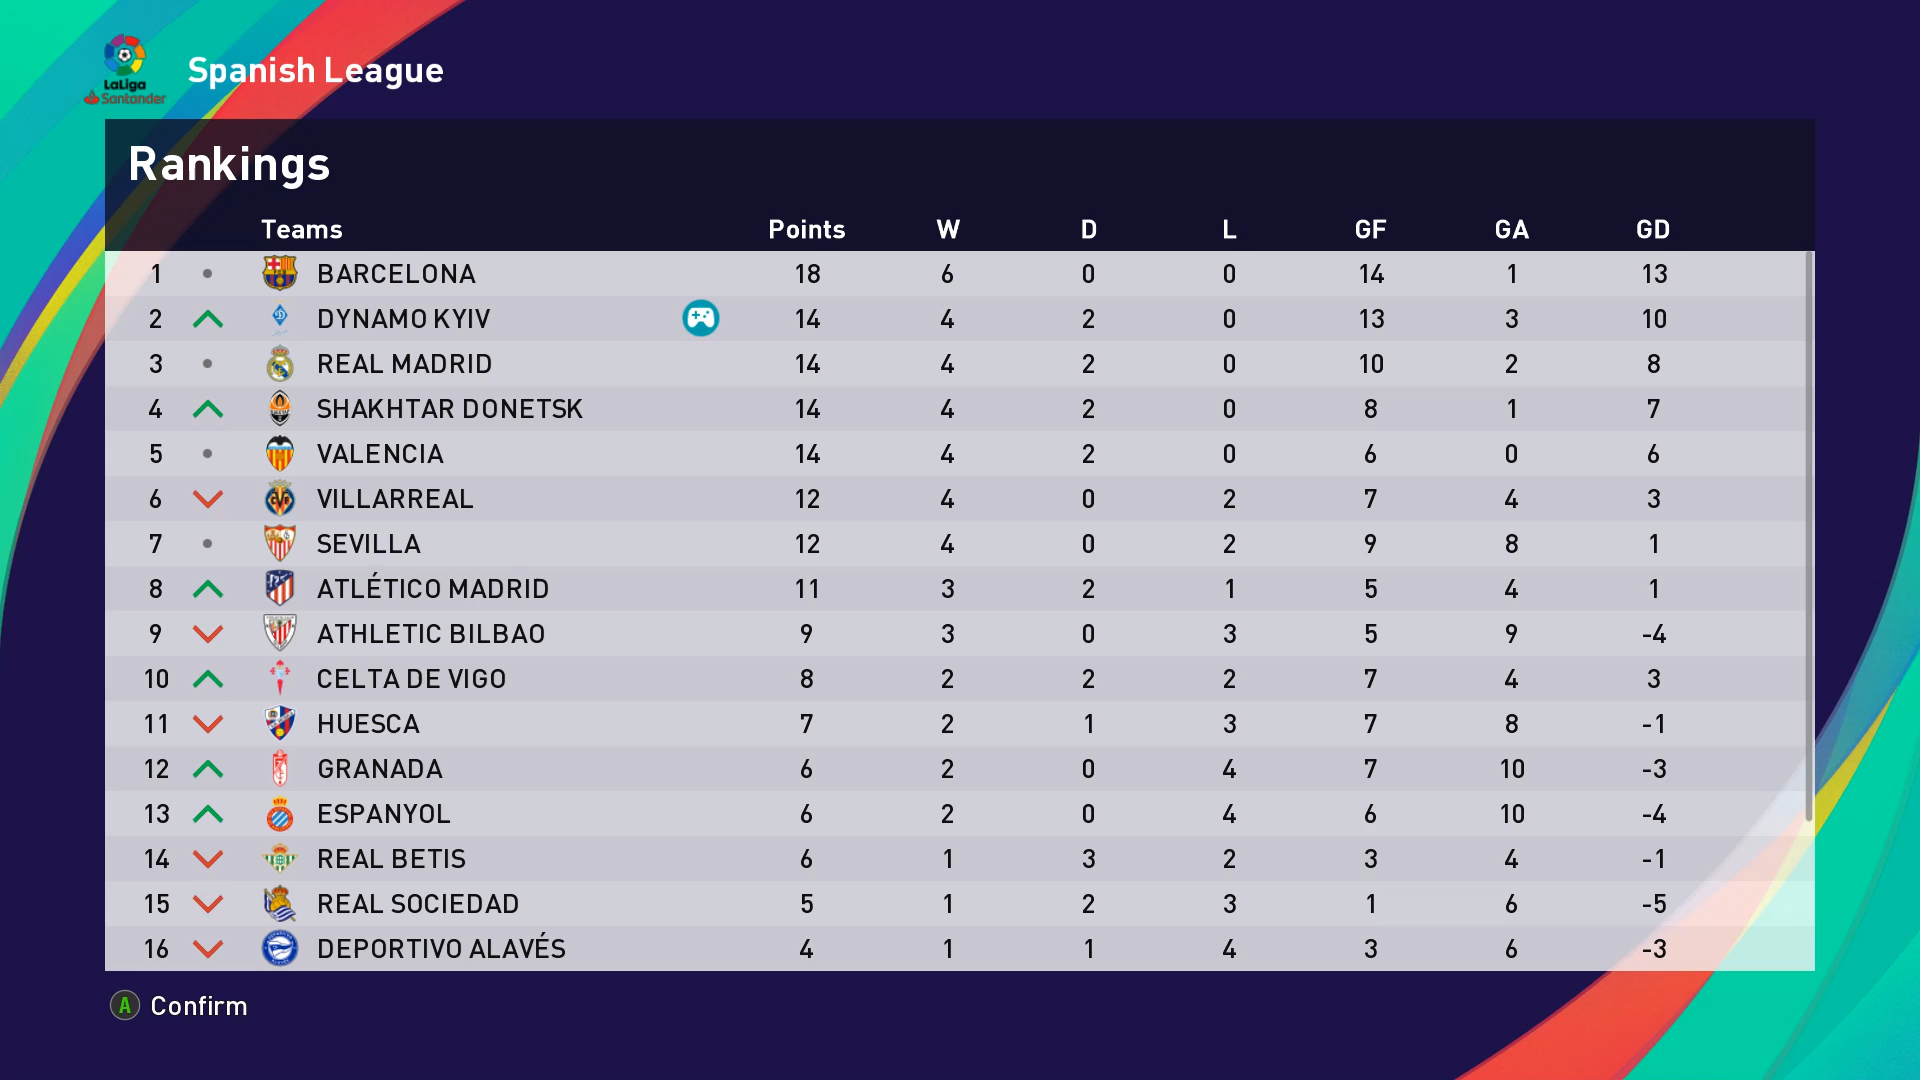 LaLiga
Santander
Spanish League
Rankings
Teams Points W D L GF GA GD
1 BARCELONA 18 6 0 0 14 1 13
2 DYNAMO KYIV 14 4 2 0 13 3 10
3 REAL MADRID 14 4 2 0 10 2 8
4 SHAKHTAR DONETSK 14 4 2 0 8 1 7
5 VALENCIA 14 4 2 0 6 0 6
6 VILLARREAL 12 4 0 2 7 4 3
7 SEVILLA 12 4 0 2 9 8 1
8 ATLÉTICO MADRID 11 3 2 1 5 4 1
9 ATHLETIC BILBAO 9 3 0 3 5 9 -4
10 CELTA DE VIGO 8 2 2 2 7 4 3
11 HUESCA 7 2 1 3 7 8 -1
12 GRANADA 6 2 0 4 7 10 -3
13 ESPANYOL 6 2 0 4 6 10 -4
14 REAL BETIS 6 1 3 2 3 4 -1
15 REAL SOCIEDAD 5 1 2 3 1 6 -5
16 DEPORTIVO ALAVÉS 4 1 1 4 3 6 -3
A Confirm